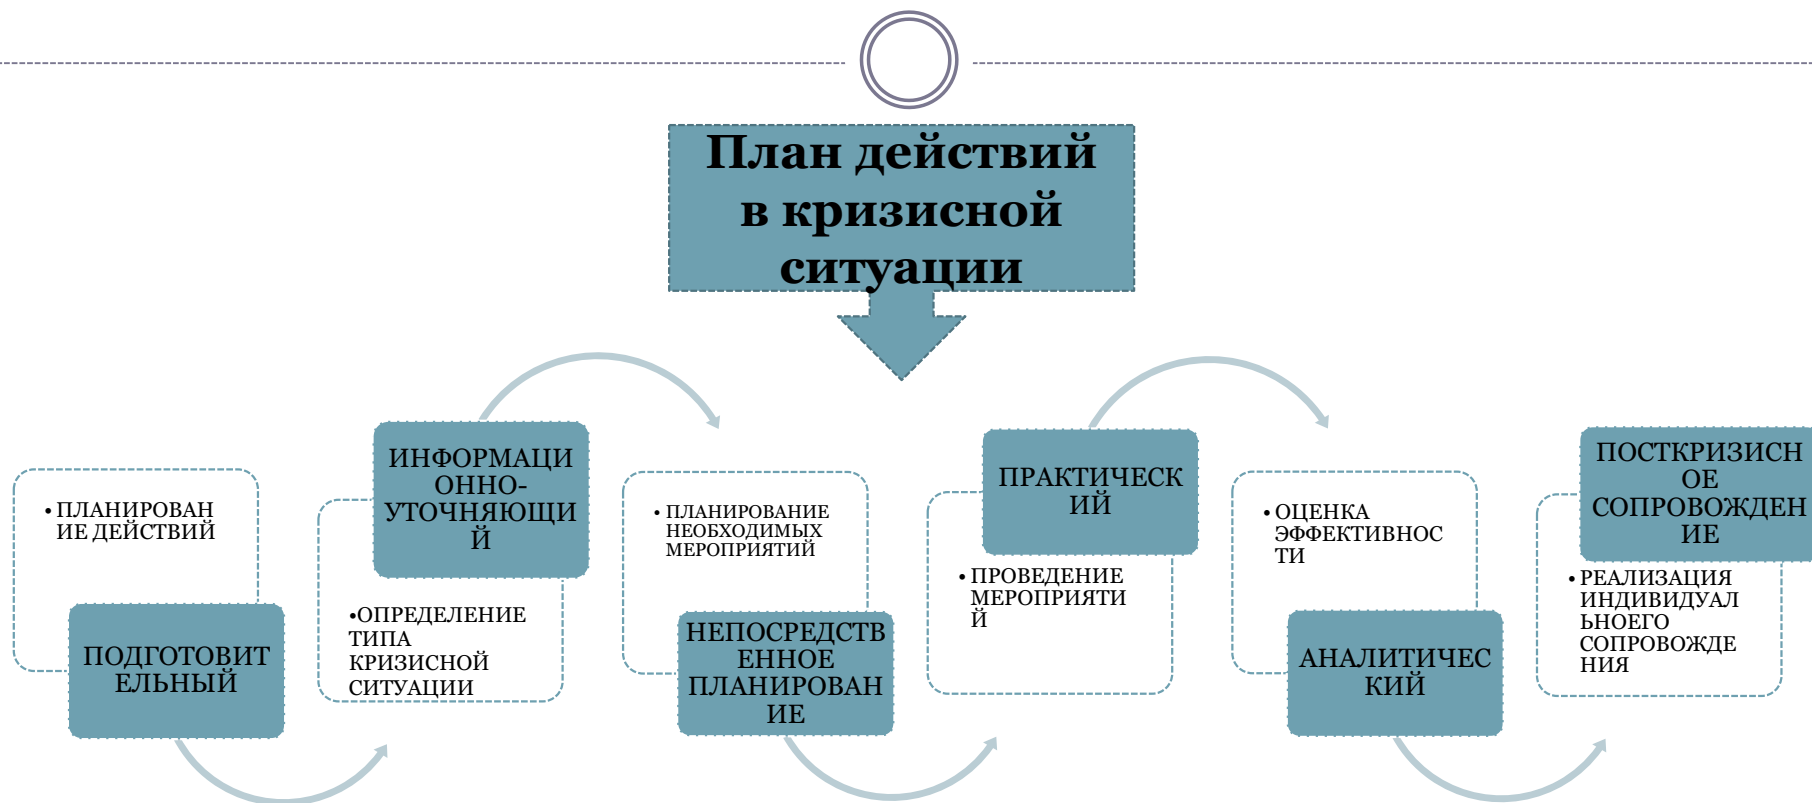 План действий
в кризисной
ситуации
• ПЛАНИРОВАН
ИЕ ДЕЙСТВИЙ
ПОДГОТОВИТ
ЕЛЬНЫЙ
ИНФОРМАЦИ
ОННО-
УТОЧНЯЮЩИ
Й
•ОПРЕДЕЛЕНИЕ
ТИПА
КРИЗИСНОЙ
СИТУАЦИИ
• ПЛАНИРОВАНИЕ
НЕОБХОДИМЫХ
МЕРОПРИЯТИЙ
НЕПОСРЕДСТВ
ЕННОЕ
ПЛАНИРОВАН
ИЕ
ПРАКТИЧЕСК
ИЙ
• ПРОВЕДЕНИЕ
МЕРОПРИЯТИ
Й
• ОЦЕНКА
ЭФФЕКТИВНОС
ТИ
АНАЛИТИЧЕС
КИЙ
ПОСТКРИЗИСН
ОЕ
СОПРОВОЖДЕН
ИЕ
• РЕАЛИЗАЦИЯ
ИНДИВИДУАЛ
ЬНОЕГО
СОПРОВОЖДЕ
НИЯ